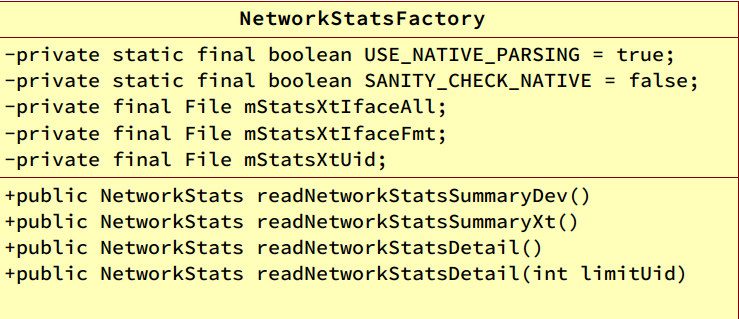 NetworkStatsFactory
-private static final boolean USE_NATIVE_PARSING = true;
-private static final boolean SANITY_CHECK_NATIVE = false;
-private final File mStatsXtIfaceAll;
-private final File mStatsXtIfaceFmt;
-private final File mStatsXtUid;
+public NetworkStats readNetworkStatsSummaryDev()
+public NetworkStats readNetworkStatsSummaryXt()
+public NetworkStats readNetworkStatsDetail()
+public NetworkStats readNetworkStatsDetail(int limitUid)